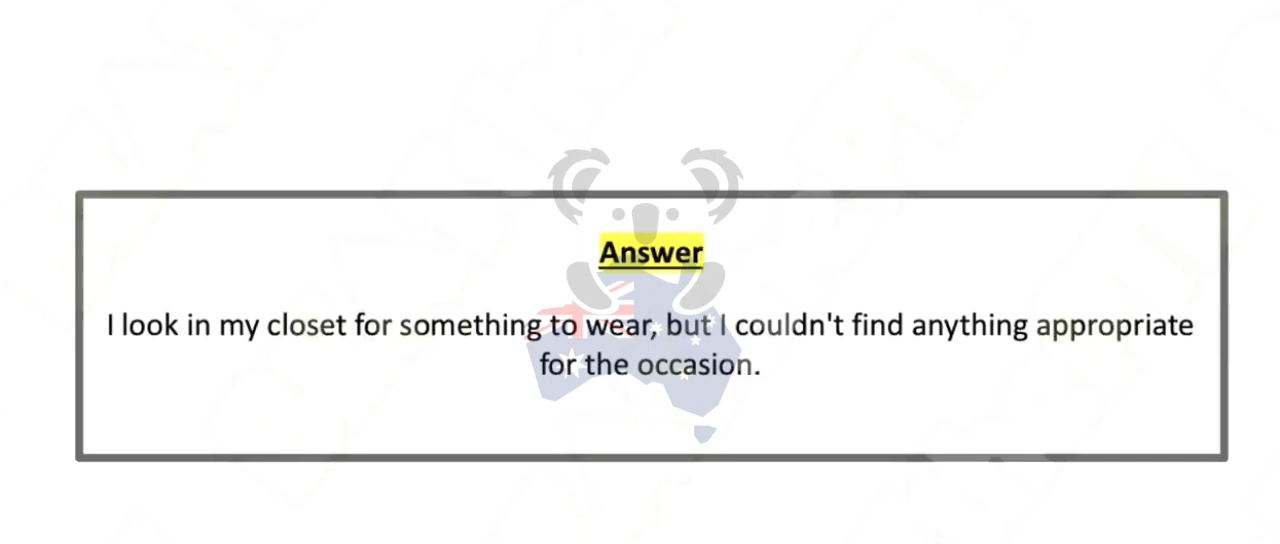 Answer
I look in my closet for something to wear, but I couldn't find anything appropriate
for the occasion.